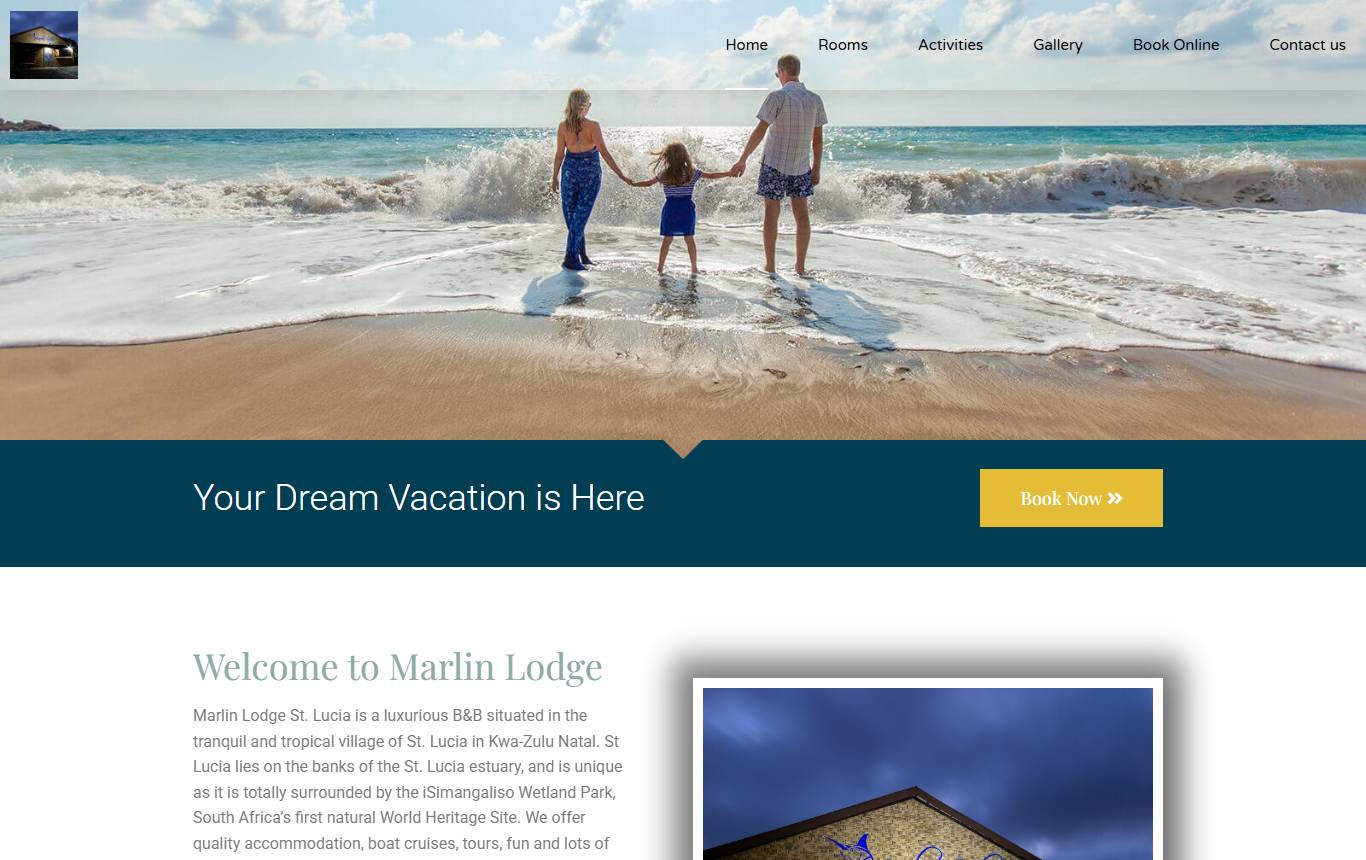 Home
Rooms
Activities
Gallery
Book Online
Contact us
Your Dream Vacation is Here
Book Now
Welcome to Marlin Lodge
Marlin Lodge St. Lucia is a luxurious B&B situated in the
tranquil and tropical village of St. Lucia in Kwa-Zulu Natal. St
Lucia lies on the banks of the St. Lucia estuary, and is unique
as it is totally surrounded by the iSimangaliso Wetland Park,
South Africa's first natural World Heritage Site. We offer
quality accommodation, boat cruises, tours, fun and lots of